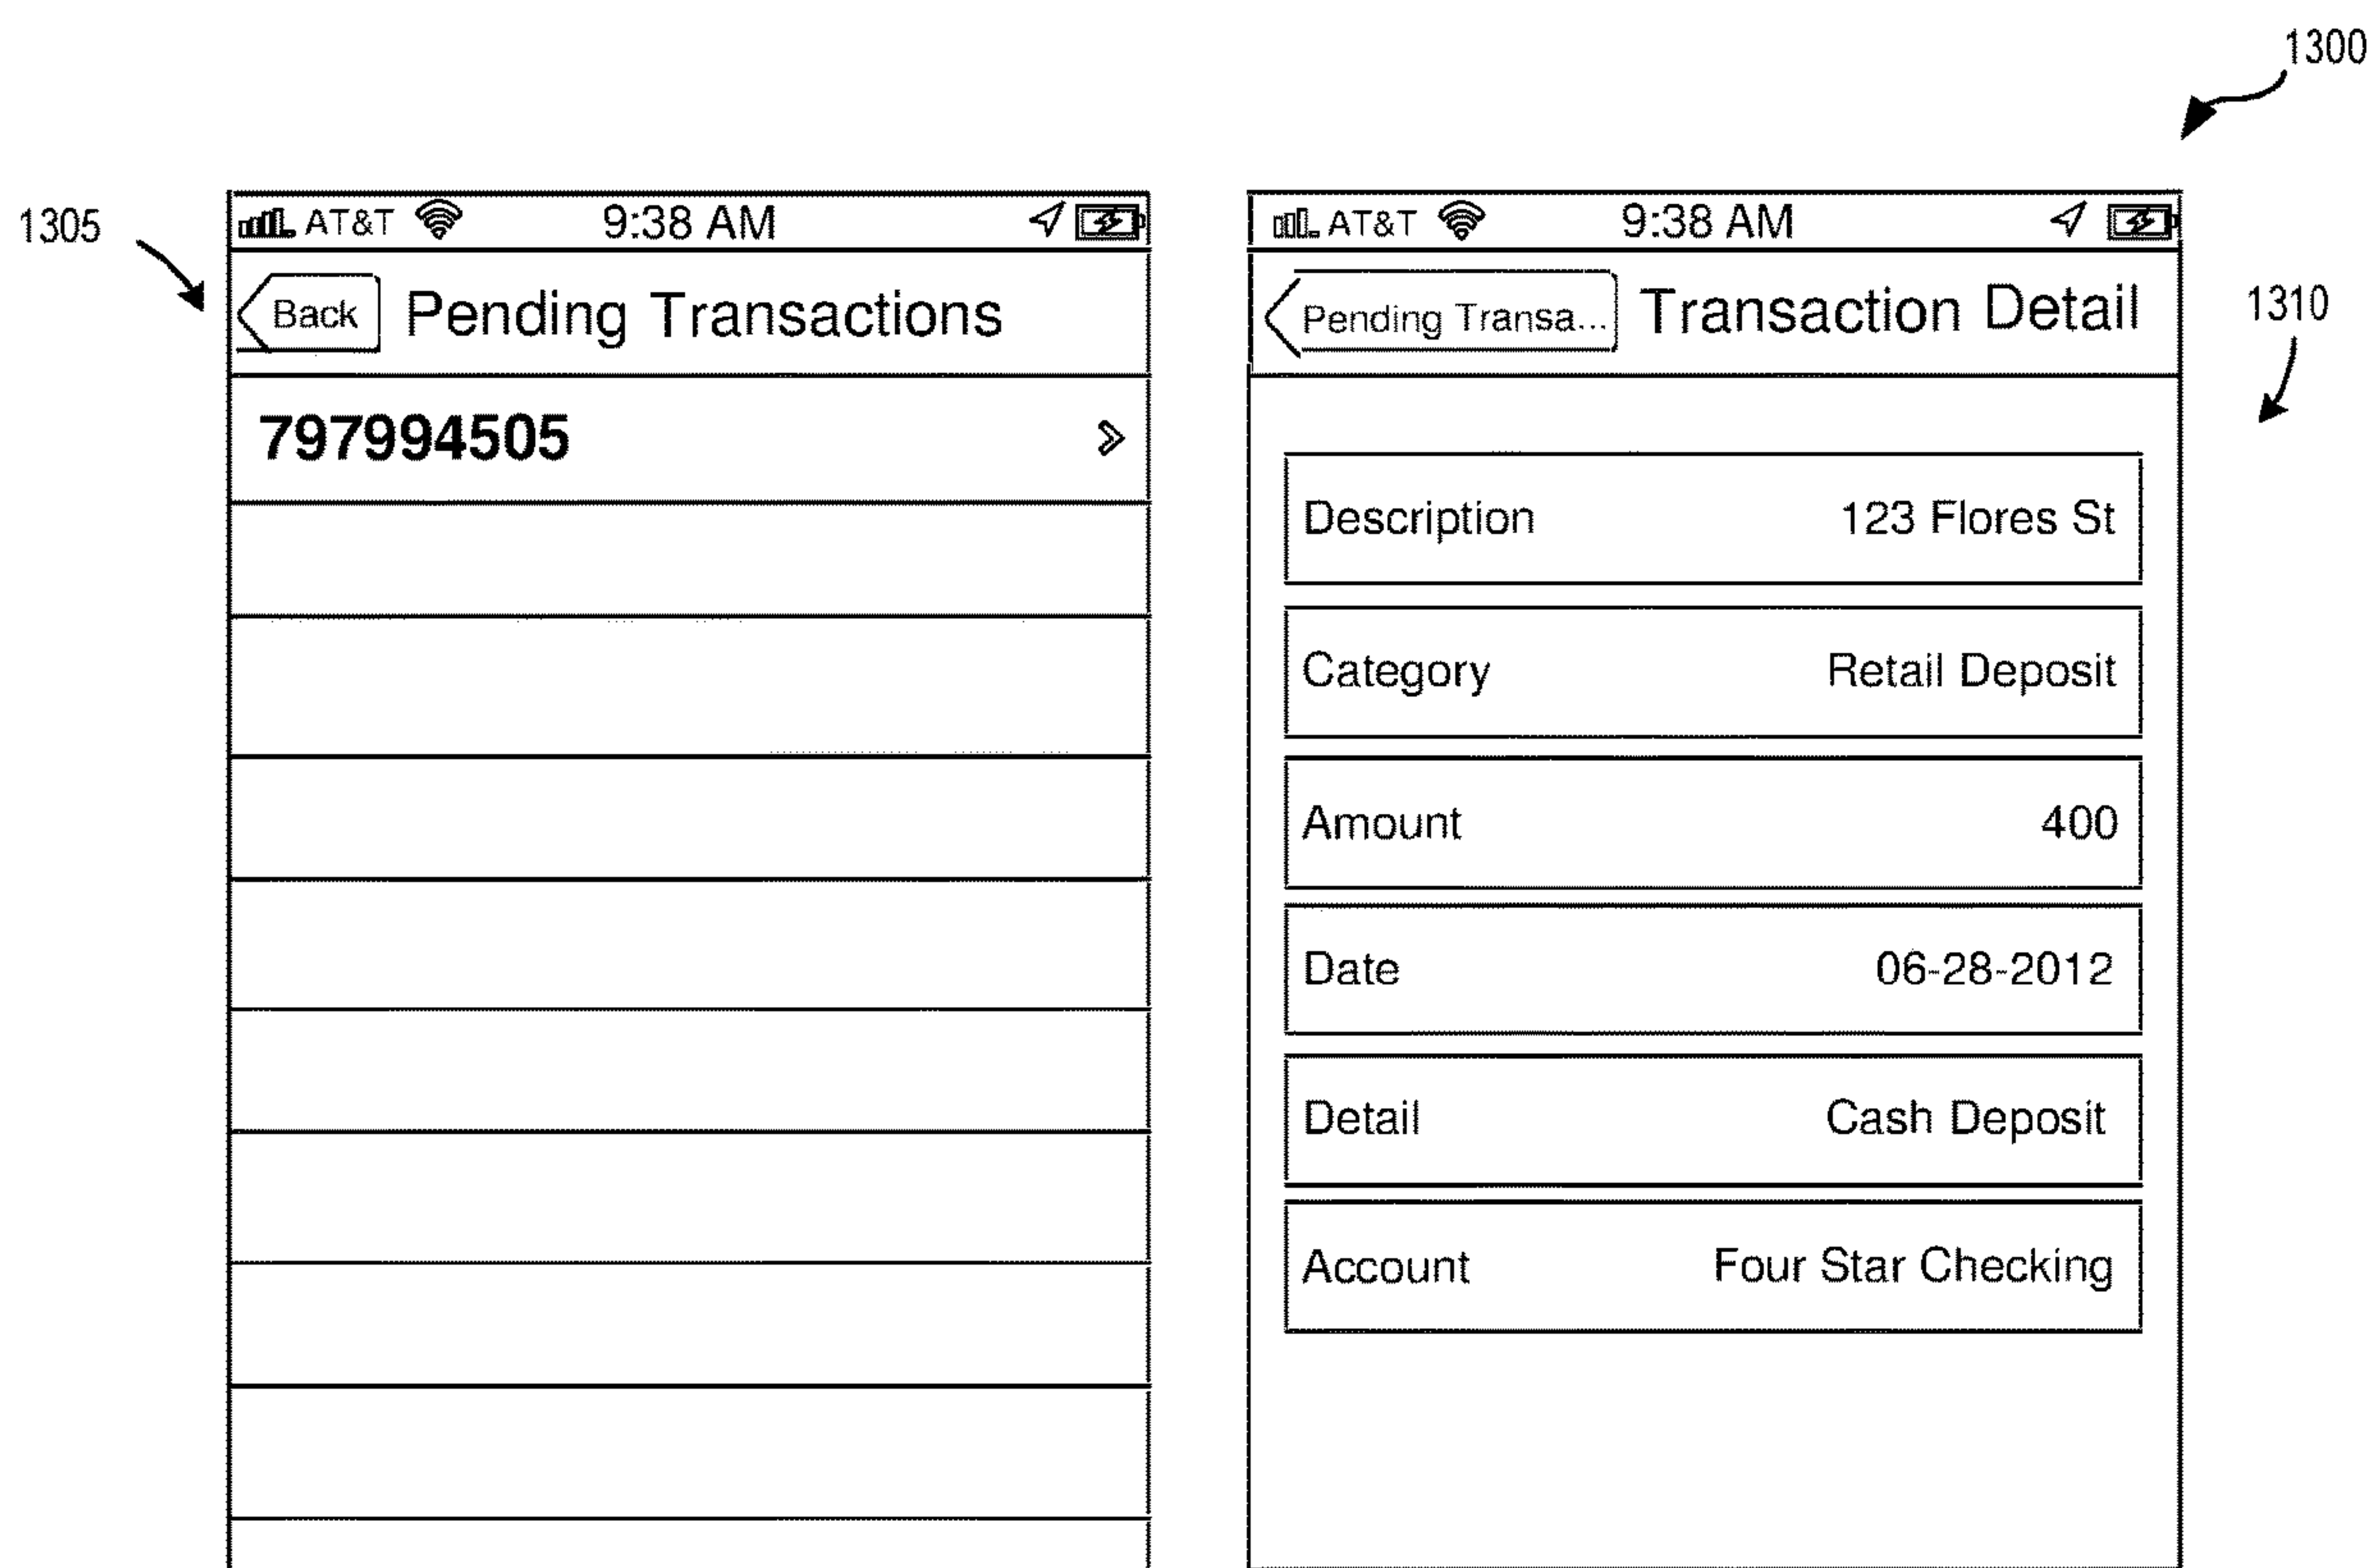 1300
1305
AT&T 9:38 AM
Back Pending Transactions
797994505
AT&T 9:38 AM
Pending Transa... Transaction Detail
1310
Description 123 Flores St
Category Retail Deposit
Amount 400
Date 06-28-2012
Detail Cash Deposit
Account Four Star Checking